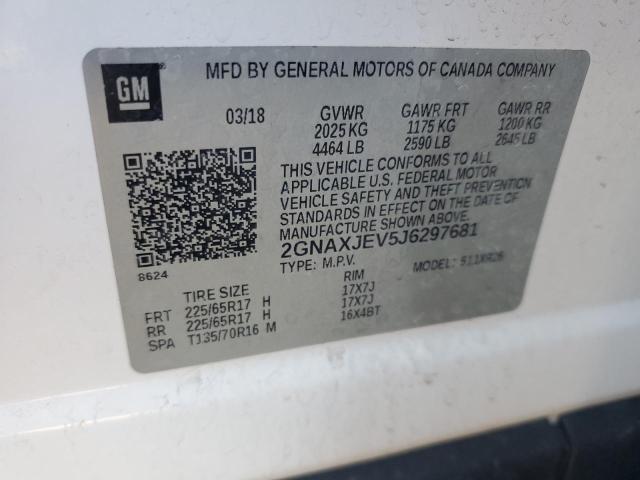 GM
®
MFD BY GENERAL MOTORS OF CANADA COMPANY
03/18 GVWR GAWR FRT GAWR RR
2025 KG 1175 KG 1200 KG
4464 LB 2590 LB 2645 LB
THIS VEHICLE CONFORMS TO ALL
APPLICABLE U.S. FEDERAL MOTOR
VEHICLE SAFETY AND THEFT PREVENTION
STANDARDS IN EFFECT ON THE DATE OF
MANUFACTURE SHOWN ABOVE.
2GNAXJEV5J6297681
8624
TYPE: M.P.V. MODEL:
TIRE SIZE RIM
FRT 225/65R17 H 17X7J
RR 225/65R17 H 17X7J
SPA T135/70R16 M 16X4BT